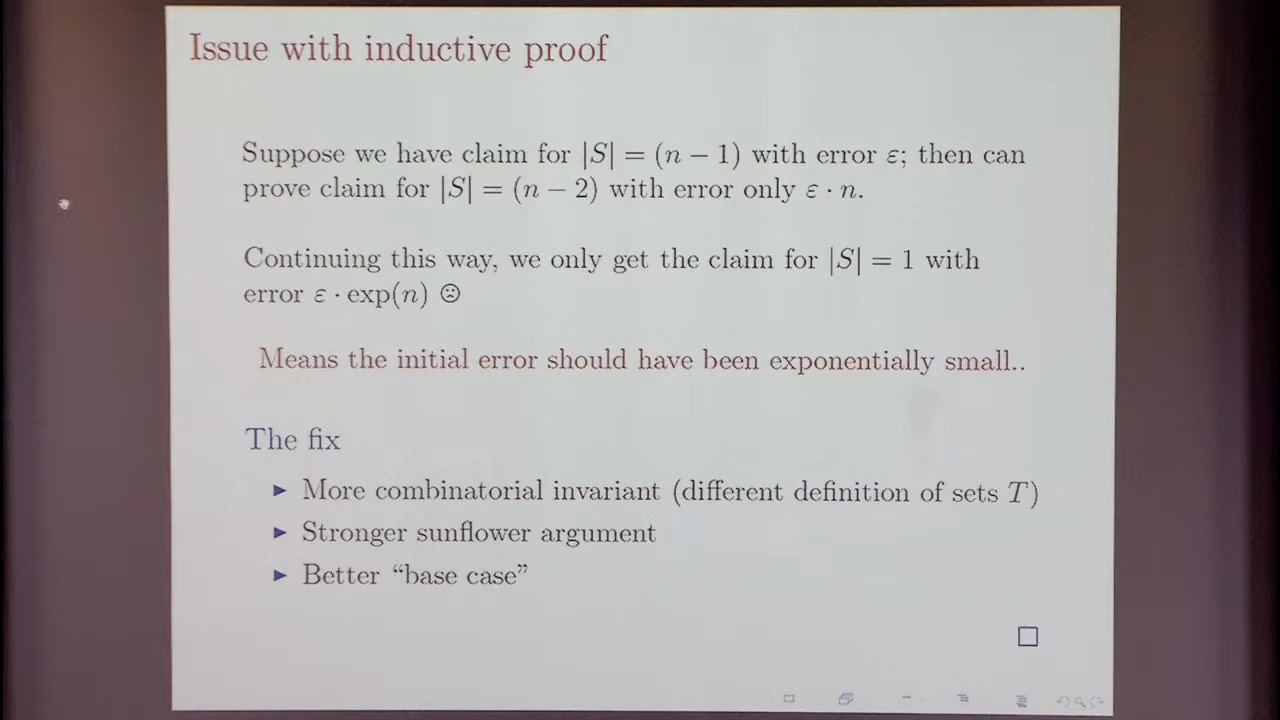 Issue with inductive proof
Suppose we have claim for |S| = (n − 1) with error ε; then can
prove claim for |S| = (n − 2) with error only ε · n.
Continuing this way, we only get the claim for |S| = 1 with
error ε · exp(n) ☹
Means the initial error should have been exponentially small..
The fix
▶ More combinatorial invariant (different definition of sets T)
▶ Stronger sunflower argument
▶ Better “base case”